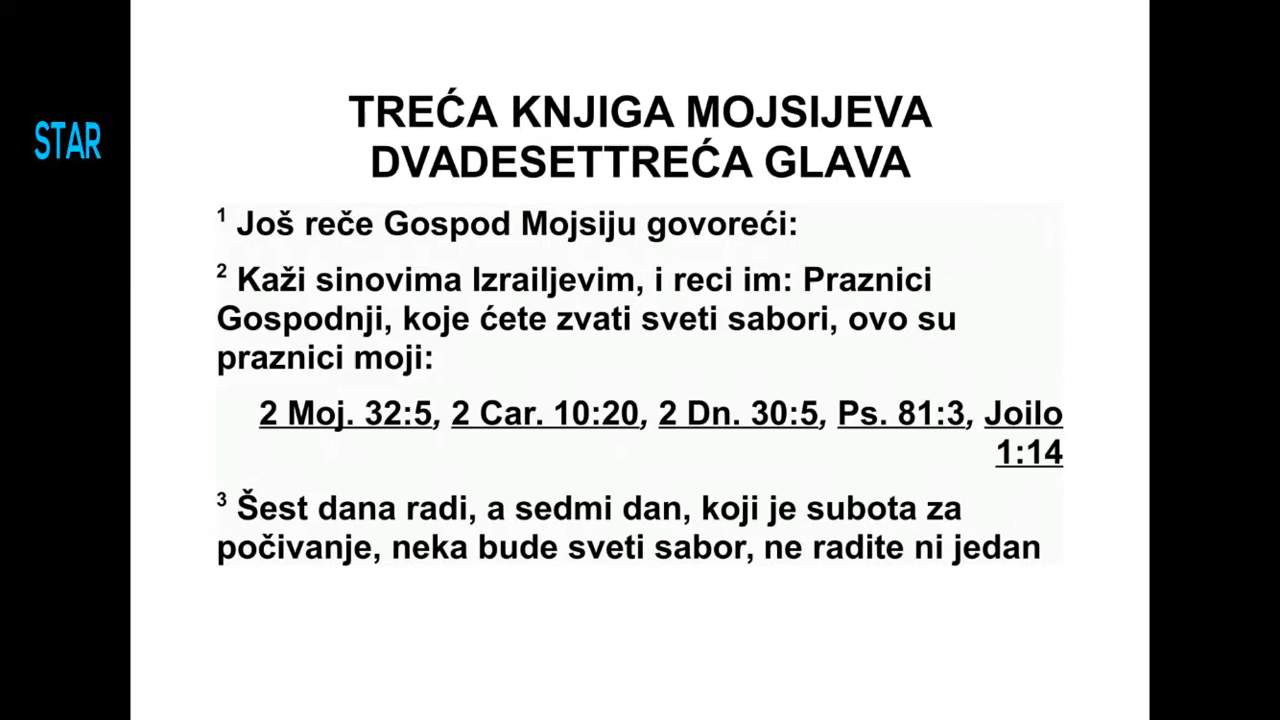 STAR
TREĆA KNJIGA MOJSIJEVA
DVADESETTREĆA GLAVA
1 Još reče Gospod Mojsiju govoreći:
2 Kaži sinovima Izrailjevim, i reci im: Praznici
Gospodnji, koje ćete zvati sveti sabori, ovo su
praznici moji:
2 Moj. 32:5, 2 Car. 10:20, 2 Dn. 30:5, Ps. 81:3, Joilo
1:14
3 Šest dana radi, a sedmi dan, koji je subota za
počivanje, neka bude sveti sabor, ne radite ni jedan